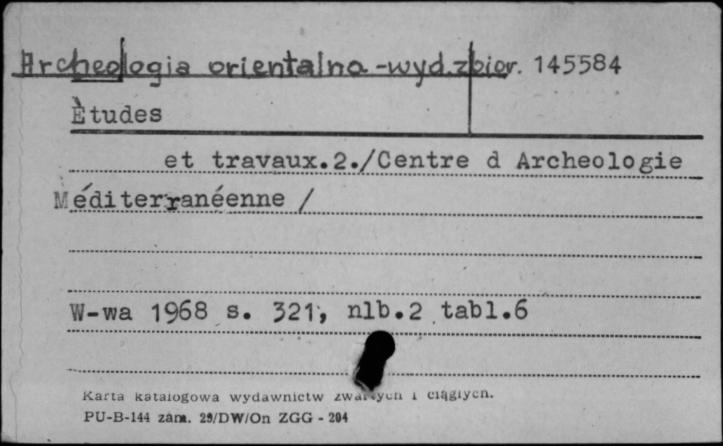 Archeologia orientalna-wyd.zbior. 145584
Ètudes
et travaux.2./Centre d Archeologie
Méditerranéenne /
W-wa 1968 s. 321, nlb.2 tabl.6
Karta katalogowa wydawnictw zwartych i ciągłych.
PU-B-144 zam. 29/DW/On ZGG - 204